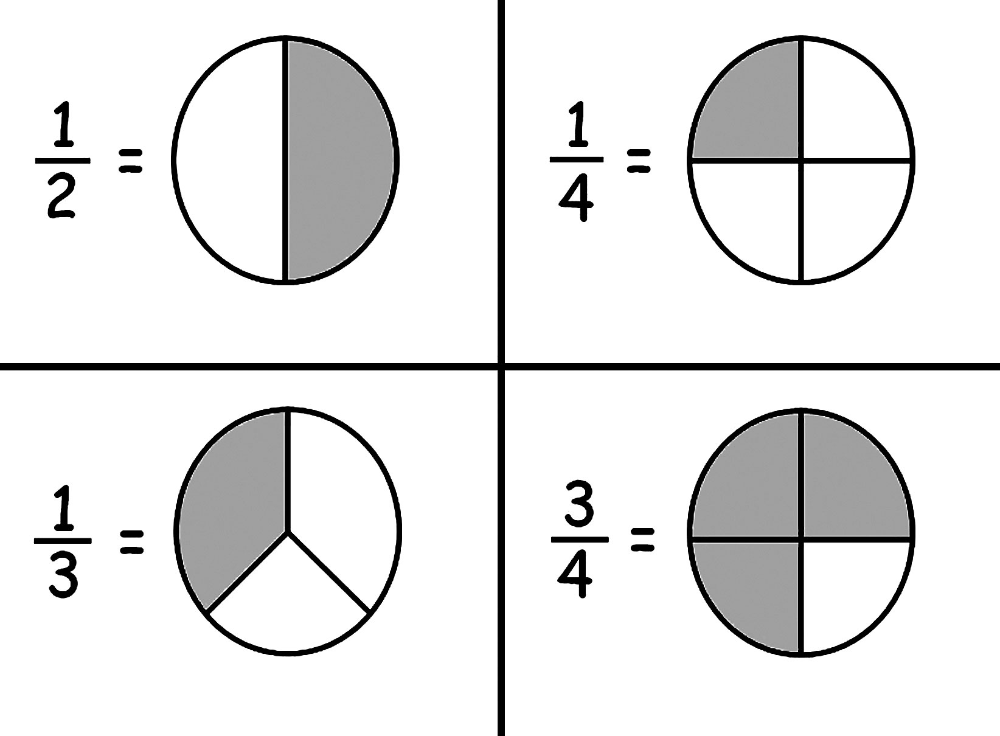 1/2 =
1/4 =
1/3 =
3/4 =